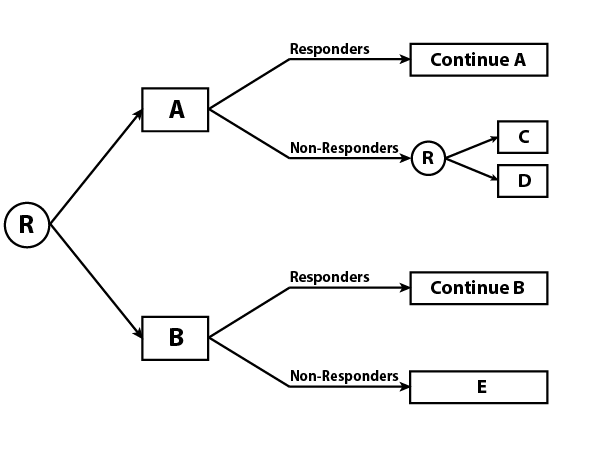 Responders
Continue A
A
Non-Responders
R
C
D
R
Responders
Continue B
B
Non-Responders
E